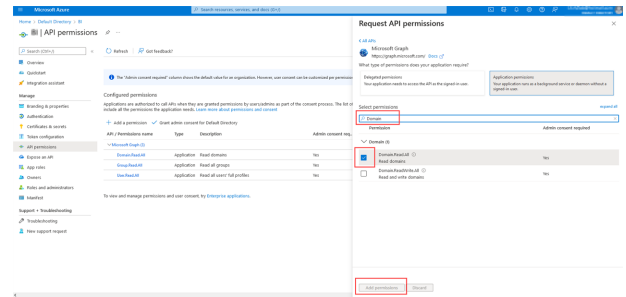 Microsoft Azure
Search resources, services, and docs (G+/)
Home > Default Directory > BI
BI | API permissions
Search (Ctrl+/)
Refresh
Got feedback?
Overview
Quickstart
Integration assistant
Manage
Branding & properties
Authentication
Certificates & secrets
Token configuration
API permissions
Expose an API
App roles
Owners
Roles and administrators
Manifest
Support + Troubleshooting
Troubleshooting
New support request
The "Admin consent required" column shows the default value for an organization. However, user consent can be customized per permission
Configured permissions
Applications are authorized to call APIs when they are granted permissions by users/admins as part of the consent process. The list of
include all the permissions the application needs. Learn more about permissions and consent
Add a permission
Grant admin consent for Default Directory
API / Permissions name Type Description Admin consent req...
Microsoft Graph (3)
Domain.Read.All Application Read domains Yes
Group.Read.All Application Read all groups Yes
User.Read.All Application Read all users' full profiles Yes
To view and manage permissions and user consent, try Enterprise applications.
Request API permissions
All APIs
Microsoft Graph
https://graph.microsoft.com/ Docs
What type of permissions does your application require?
Delegated permissions
Your application needs to access the API as the signed-in user.
Application permissions
Your application runs as a background service or daemon without a
signed-in user.
Select permissions
expand all
Domain
Permission Admin consent required
Domain (1)
Domain.Read.All
Read domains
Yes
Domain.ReadWrite.All
Read and write domains
Yes
Add permissions
Discard